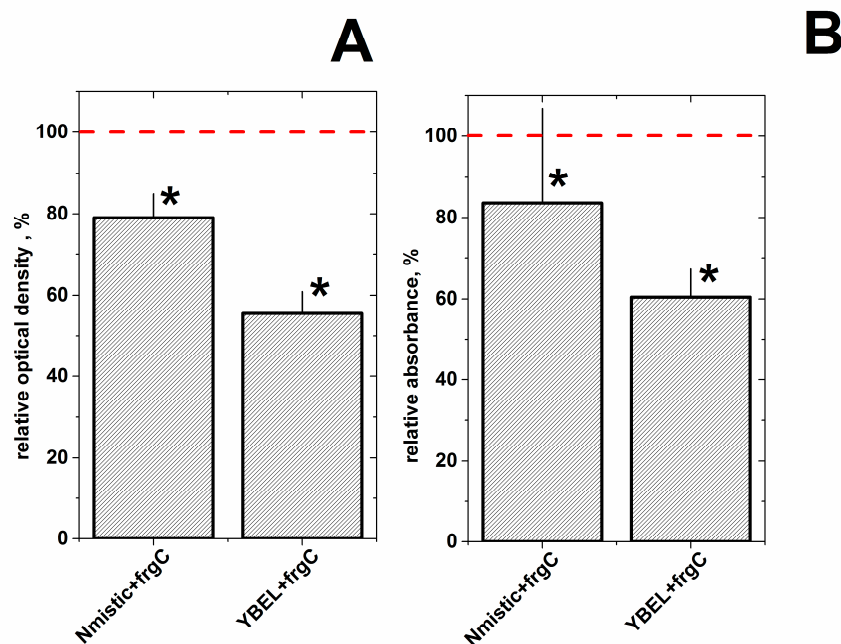 A
relative optical density , %
100
80
60
40
20
0
*
*
Nmistic+frgC
YBEL+frgC
B
relative absorbance, %
100
80
60
40
20
0
*
*
Nmistic+frgC
YBEL+frgC